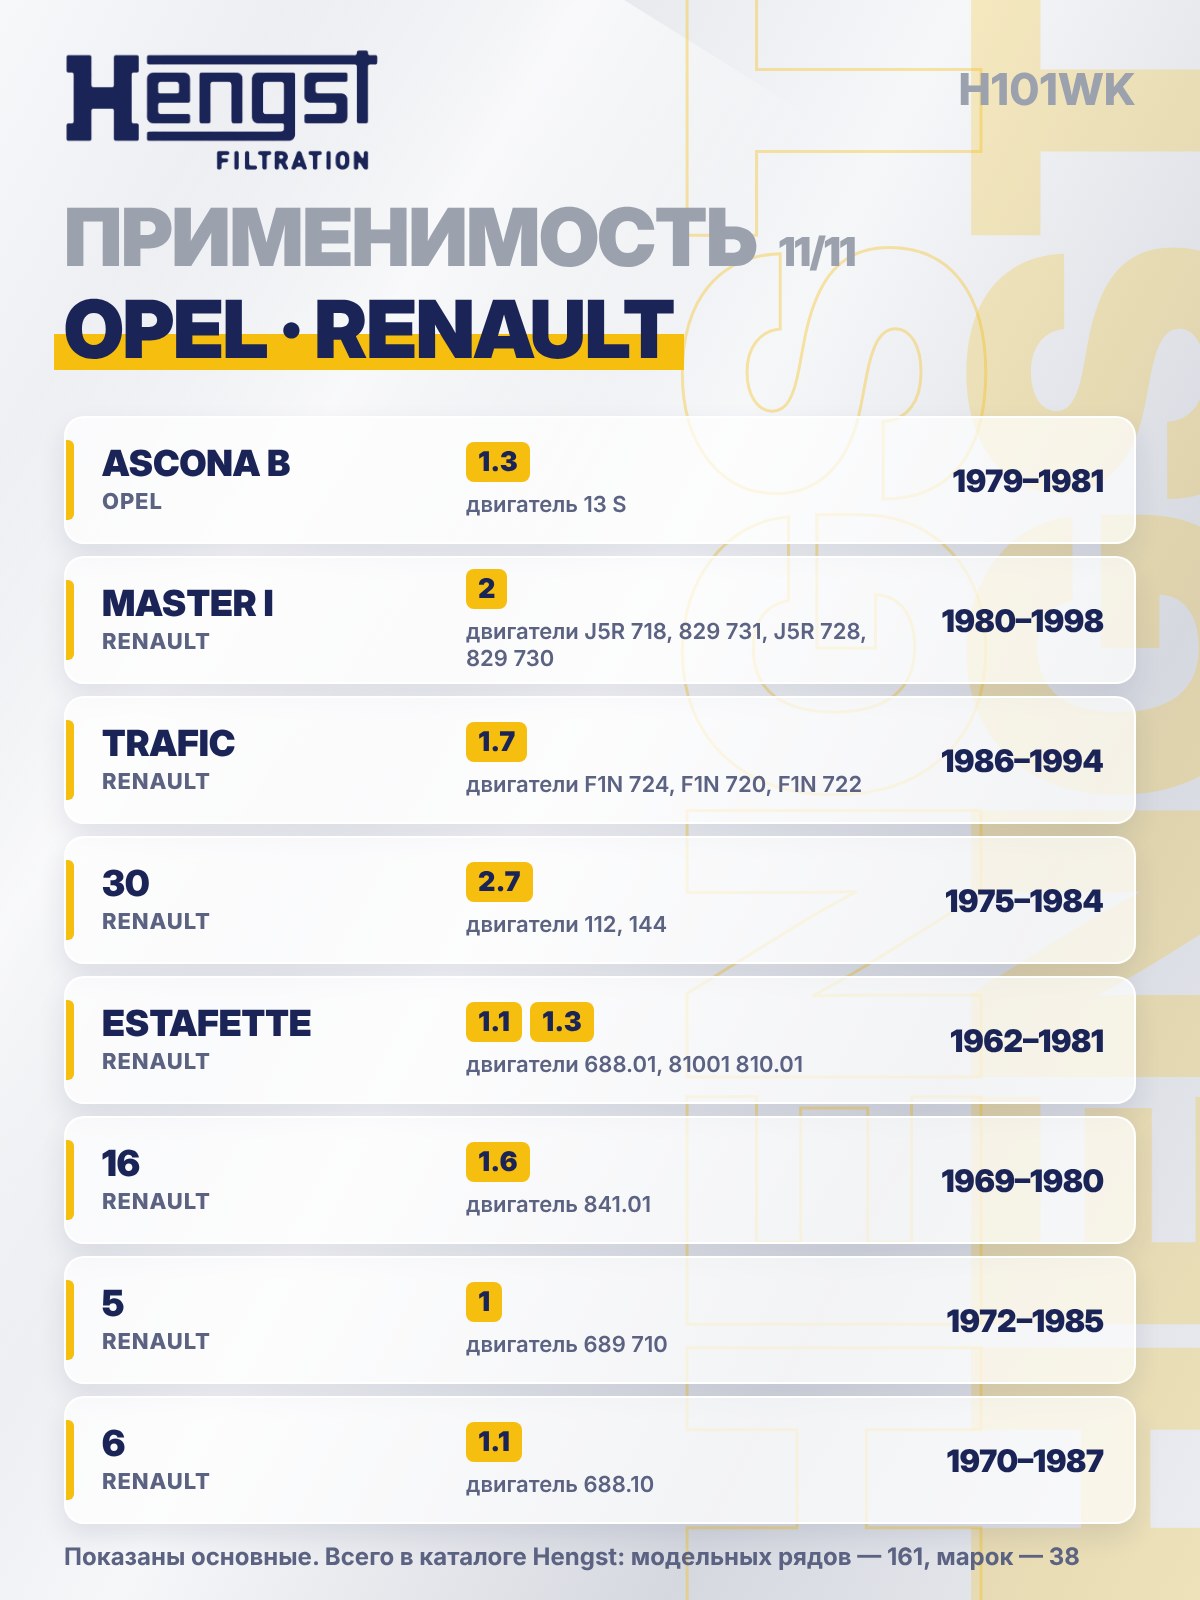 Hengst
FILTRATION
H101WK
ПРИМЕНИМОСТЬ 11/11
OPEL · RENAULT
ASCONA B
OPEL
1.3
двигатель 13 S
1979–1981
MASTER I
RENAULT
2
двигатели J5R 718, 829 731, J5R 728,
829 730
1980–1998
TRAFIC
RENAULT
1.7
двигатели F1N 724, F1N 720, F1N 722
1986–1994
30
RENAULT
2.7
двигатели 112, 144
1975–1984
ESTAFETTE
RENAULT
1.1 1.3
двигатели 688.01, 81001 810.01
1962–1981
16
RENAULT
1.6
двигатель 841.01
1969–1980
5
RENAULT
1
двигатель 689 710
1972–1985
6
RENAULT
1.1
двигатель 688.10
1970–1987
Показаны основные. Всего в каталоге Hengst: модельных рядов — 161, марок — 38
HENGST
HENGST